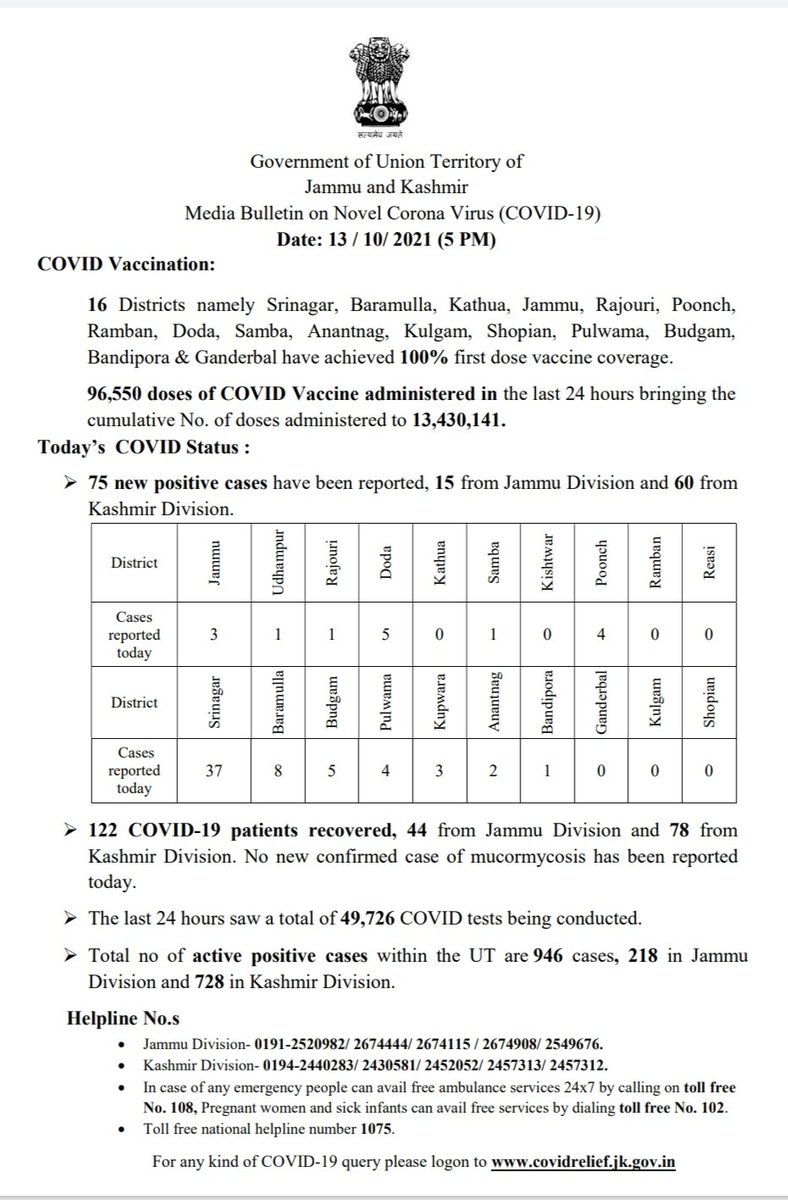 सत्यमेव जयते
Government of Union Territory of
Jammu and Kashmir
Media Bulletin on Novel Corona Virus (COVID-19)
Date: 13 / 10/ 2021 (5 PM)
COVID Vaccination:
16 Districts namely Srinagar, Baramulla, Kathua, Jammu, Rajouri, Poonch,
Ramban, Doda, Samba, Anantnag, Kulgam, Shopian, Pulwama, Budgam,
Bandipora & Ganderbal have achieved 100% first dose vaccine coverage.
96,550 doses of COVID Vaccine administered in the last 24 hours bringing the
cumulative No. of doses administered to 13,430,141.
Today’s COVID Status :
➢ 75 new positive cases have been reported, 15 from Jammu Division and 60 from
Kashmir Division.
District Jammu Udhampur Rajouri Doda Kathua Samba Kishtwar Poonch Ramban Reasi
Cases
reported
today 3 1 1 5 0 1 0 4 0 0
District Srinagar Baramulla Budgam Pulwama Kupwara Anantnag Bandipora Ganderbal Kulgam Shopian
Cases
reported
today 37 8 5 4 3 2 1 0 0 0
➢ 122 COVID-19 patients recovered, 44 from Jammu Division and 78 from
Kashmir Division. No new confirmed case of mucormycosis has been reported
today.
➢ The last 24 hours saw a total of 49,726 COVID tests being conducted.
➢ Total no of active positive cases within the UT are 946 cases, 218 in Jammu
Division and 728 in Kashmir Division.
Helpline No.s
• Jammu Division- 0191-2520982/ 2674444/ 2674115 / 2674908/ 2549676.
• Kashmir Division- 0194-2440283/ 2430581/ 2452052/ 2457313/ 2457312.
• In case of any emergency people can avail free ambulance services 24x7 by calling on toll free
No. 108, Pregnant women and sick infants can avail free services by dialing toll free No. 102.
• Toll free national helpline number 1075.
For any kind of COVID-19 query please logon to www.covidrelief.jk.gov.in